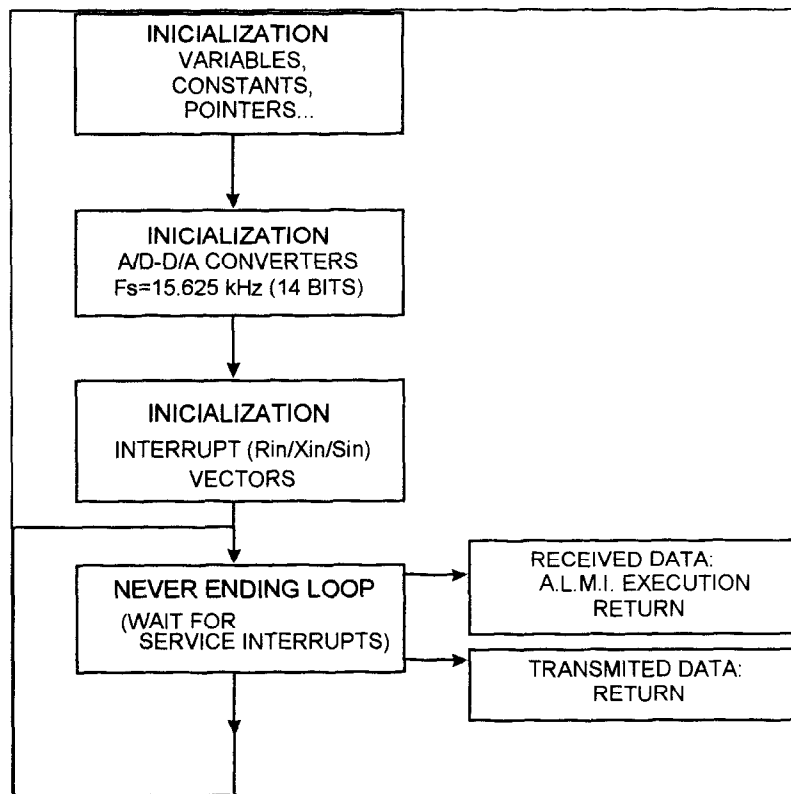 INICIALIZATION
VARIABLES,
CONSTANTS,
POINTERS...
INICIALIZATION
A/D-D/A CONVERTERS
Fs=15.625 kHz (14 BITS)
INICIALIZATION
INTERRUPT (Rin/Xin/Sin)
VECTORS
NEVER ENDING LOOP
(WAIT FOR
SERVICE INTERRUPTS)
RECEIVED DATA:
A.L.M.I. EXECUTION
RETURN
TRANSMITED DATA:
RETURN